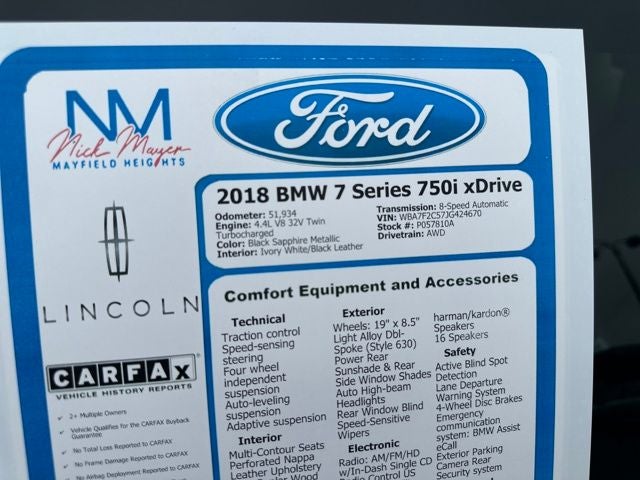 NM
Nick Mayer
MAYFIELD HEIGHTS
Ford
2018 BMW 7 Series 750i xDrive
Odometer: 51,934
Engine: 4.4L V8 32V Twin
Turbocharged
Color: Black Sapphire Metallic
Interior: Ivory White/Black Leather
Transmission: 8-Speed Automatic
VIN: WBA7F2C57JG424670
Stock #: P057810A
Drivetrain: AWD
LINCOLN
CARFAX
VEHICLE HISTORY REPORTS
2+ Multiple Owners
Vehicle Qualifies for the CARFAX Buyback
Guarantee
No Total Loss Reported to CARFAX
No Frame Damage Reported to CARFAX
No Airbag Deployment Reported to CARFAX
Comfort Equipment and Accessories
Technical
Traction control
Speed-sensing
steering
Four wheel
independent
suspension
Auto-leveling
suspension
Adaptive suspension
Interior
Multi-Contour Seats
Perforated Nappa
Leather Upholstery
Exterior
Wheels: 19" x 8.5"
Light Alloy Dbl-
Spoke (Style 630)
Power Rear
Sunshade & Rear
Side Window Shades
Auto High-beam
Headlights
Rear Window Blind
Speed-Sensitive
Wipers
Electronic
Radio: AM/FM/HD
w/In-Dash Single CD
harman/kardon®
Speakers
16 Speakers
Safety
Active Blind Spot
Detection
Lane Departure
Warning System
4-Wheel Disc Brakes
Emergency
communication
system: BMW Assist
eCall
Exterior Parking
Camera Rear
Security system